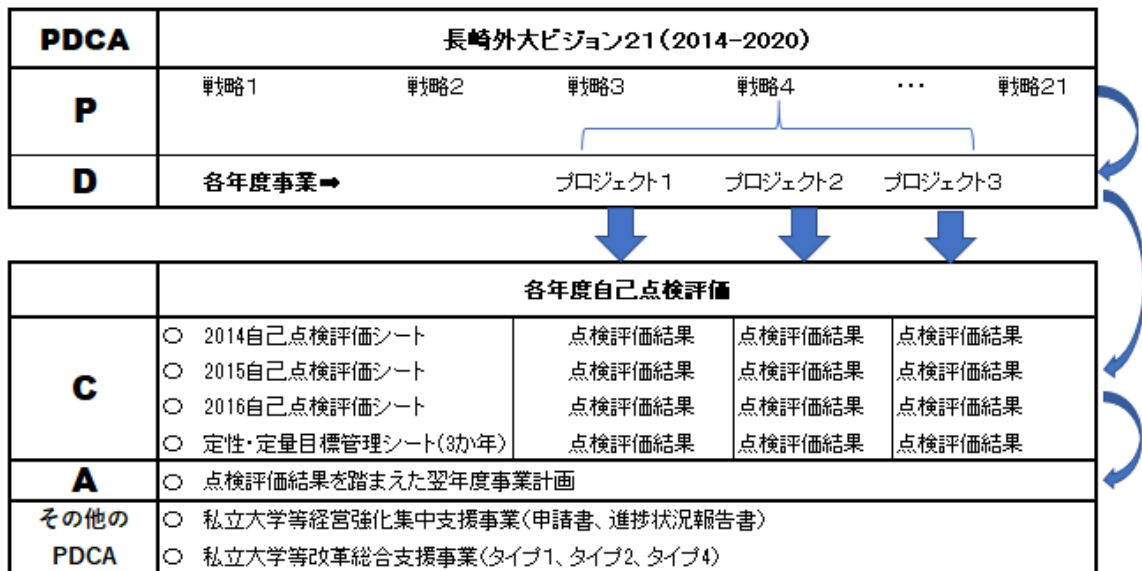 PDCA 長崎外大ビジョン21(2014-2020)
P 戦略1 戦略2 戦略3 戦略4 ・・・ 戦略21
D 各年度事業➡ プロジェクト1 プロジェクト2 プロジェクト3
各年度自己点検評価
C
○ 2014自己点検評価シート 点検評価結果 点検評価結果 点検評価結果
○ 2015自己点検評価シート 点検評価結果 点検評価結果 点検評価結果
○ 2016自己点検評価シート 点検評価結果 点検評価結果 点検評価結果
○ 定性・定量目標管理シート(3か年) 点検評価結果 点検評価結果 点検評価結果
A ○ 点検評価結果を踏まえた翌年度事業計画
その他の ○ 私立大学等経営強化集中支援事業(申請書、進捗状況報告書)
PDCA ○ 私立大学等改革総合支援事業(タイプ1、タイプ2、タイプ4)